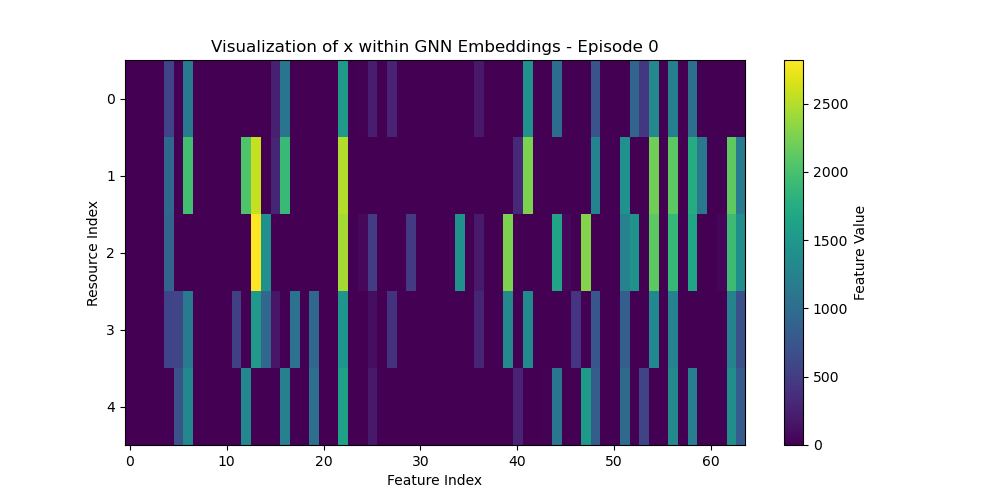 Visualization of x within GNN Embeddings - Episode 0
Resource Index
0
1
2
3
4
0 10 20 30 40 50 60
Feature Index
2500
2000
1500
1000
500
0
Feature Value